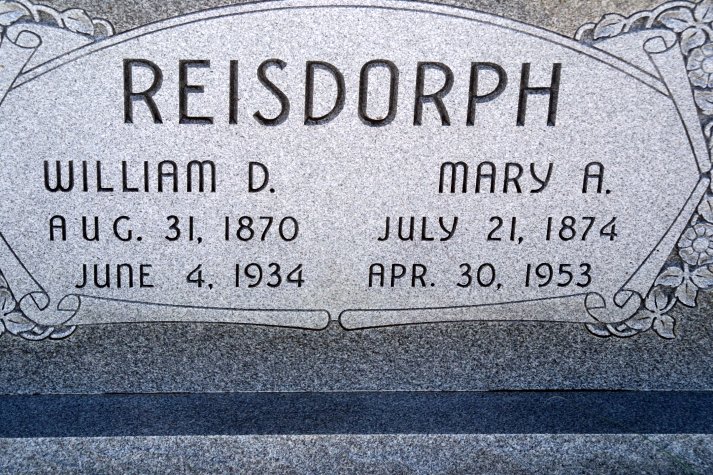 REISDORPH
WILLIAM D.
AUG. 31, 1870
JUNE 4, 1934
MARY A.
JULY 21, 1874
APR. 30, 1953